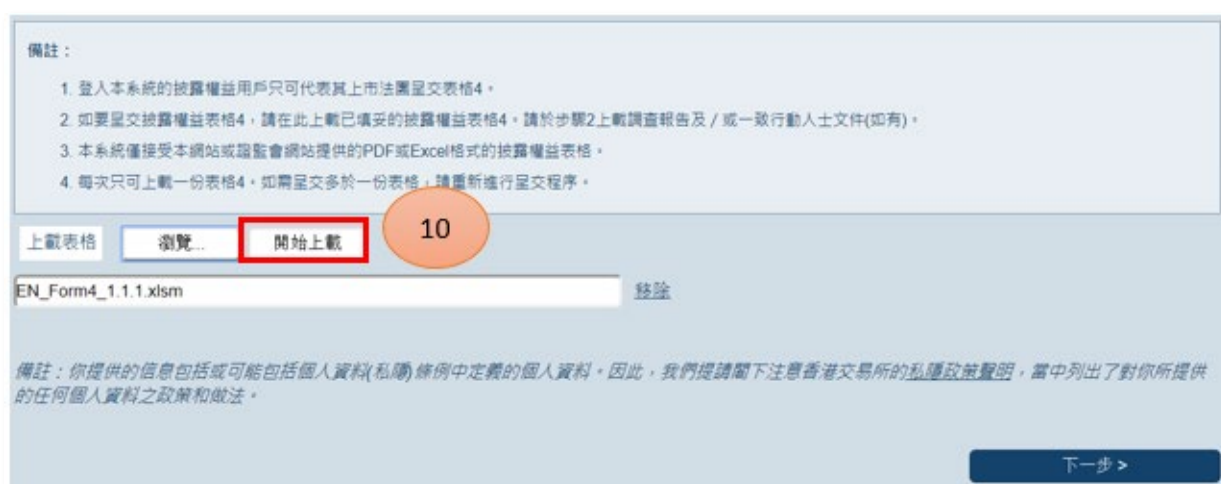 備註：
1. 登入本系統的披露權益用戶只可代表其上市法團呈交表格4。
2. 如要呈交披露權益表格4，請在此上載已填妥的披露權益表格4。請於步驟2上載調查報告及 / 或一致行動人士文件(如有)。
3. 本系統僅接受本網站或證監會網站提供的PDF或Excel格式的披露權益表格。
4. 每次只可上載一份表格4。如需呈交多於一份表格，請重新進行呈交程序。
上載表格 瀏覽... 開始上載 10
EN_Form4_1.1.1.xlsm 移除
備註：你提供的信息包括或可能包括個人資料(私隱)條例中定義的個人資料。因此，我們提請閣下注意香港交易所的私隱政策聲明，當中列出了對你所提供
的任何個人資料之政策和做法。
下一步 >